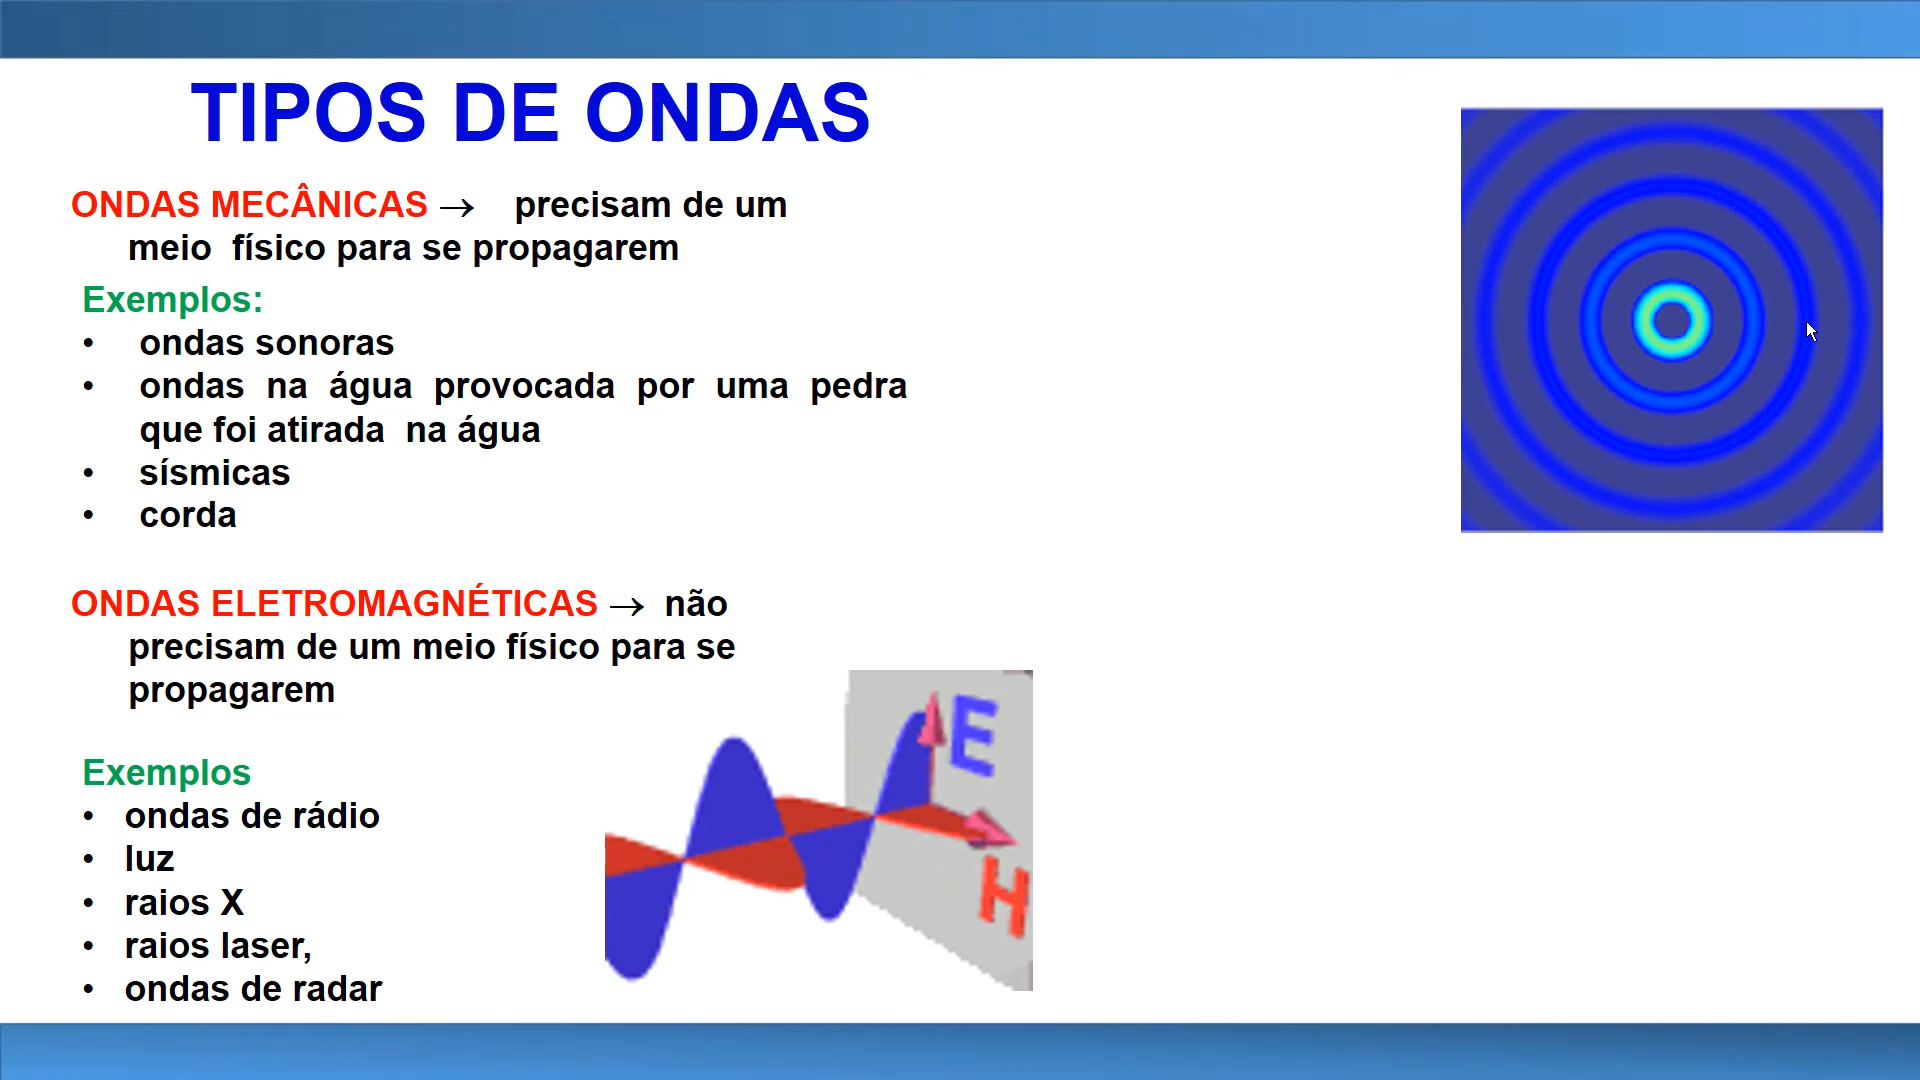 TIPOS DE ONDAS
ONDAS MECÂNICAS → precisam de um
meio físico para se propagarem
Exemplos:
• ondas sonoras
• ondas na água provocada por uma pedra
que foi atirada na água
• sísmicas
• corda
ONDAS ELETROMAGNÉTICAS → não
precisam de um meio físico para se
propagarem
E
H
Exemplos
• ondas de rádio
• luz
• raios X
• raios laser,
• ondas de radar